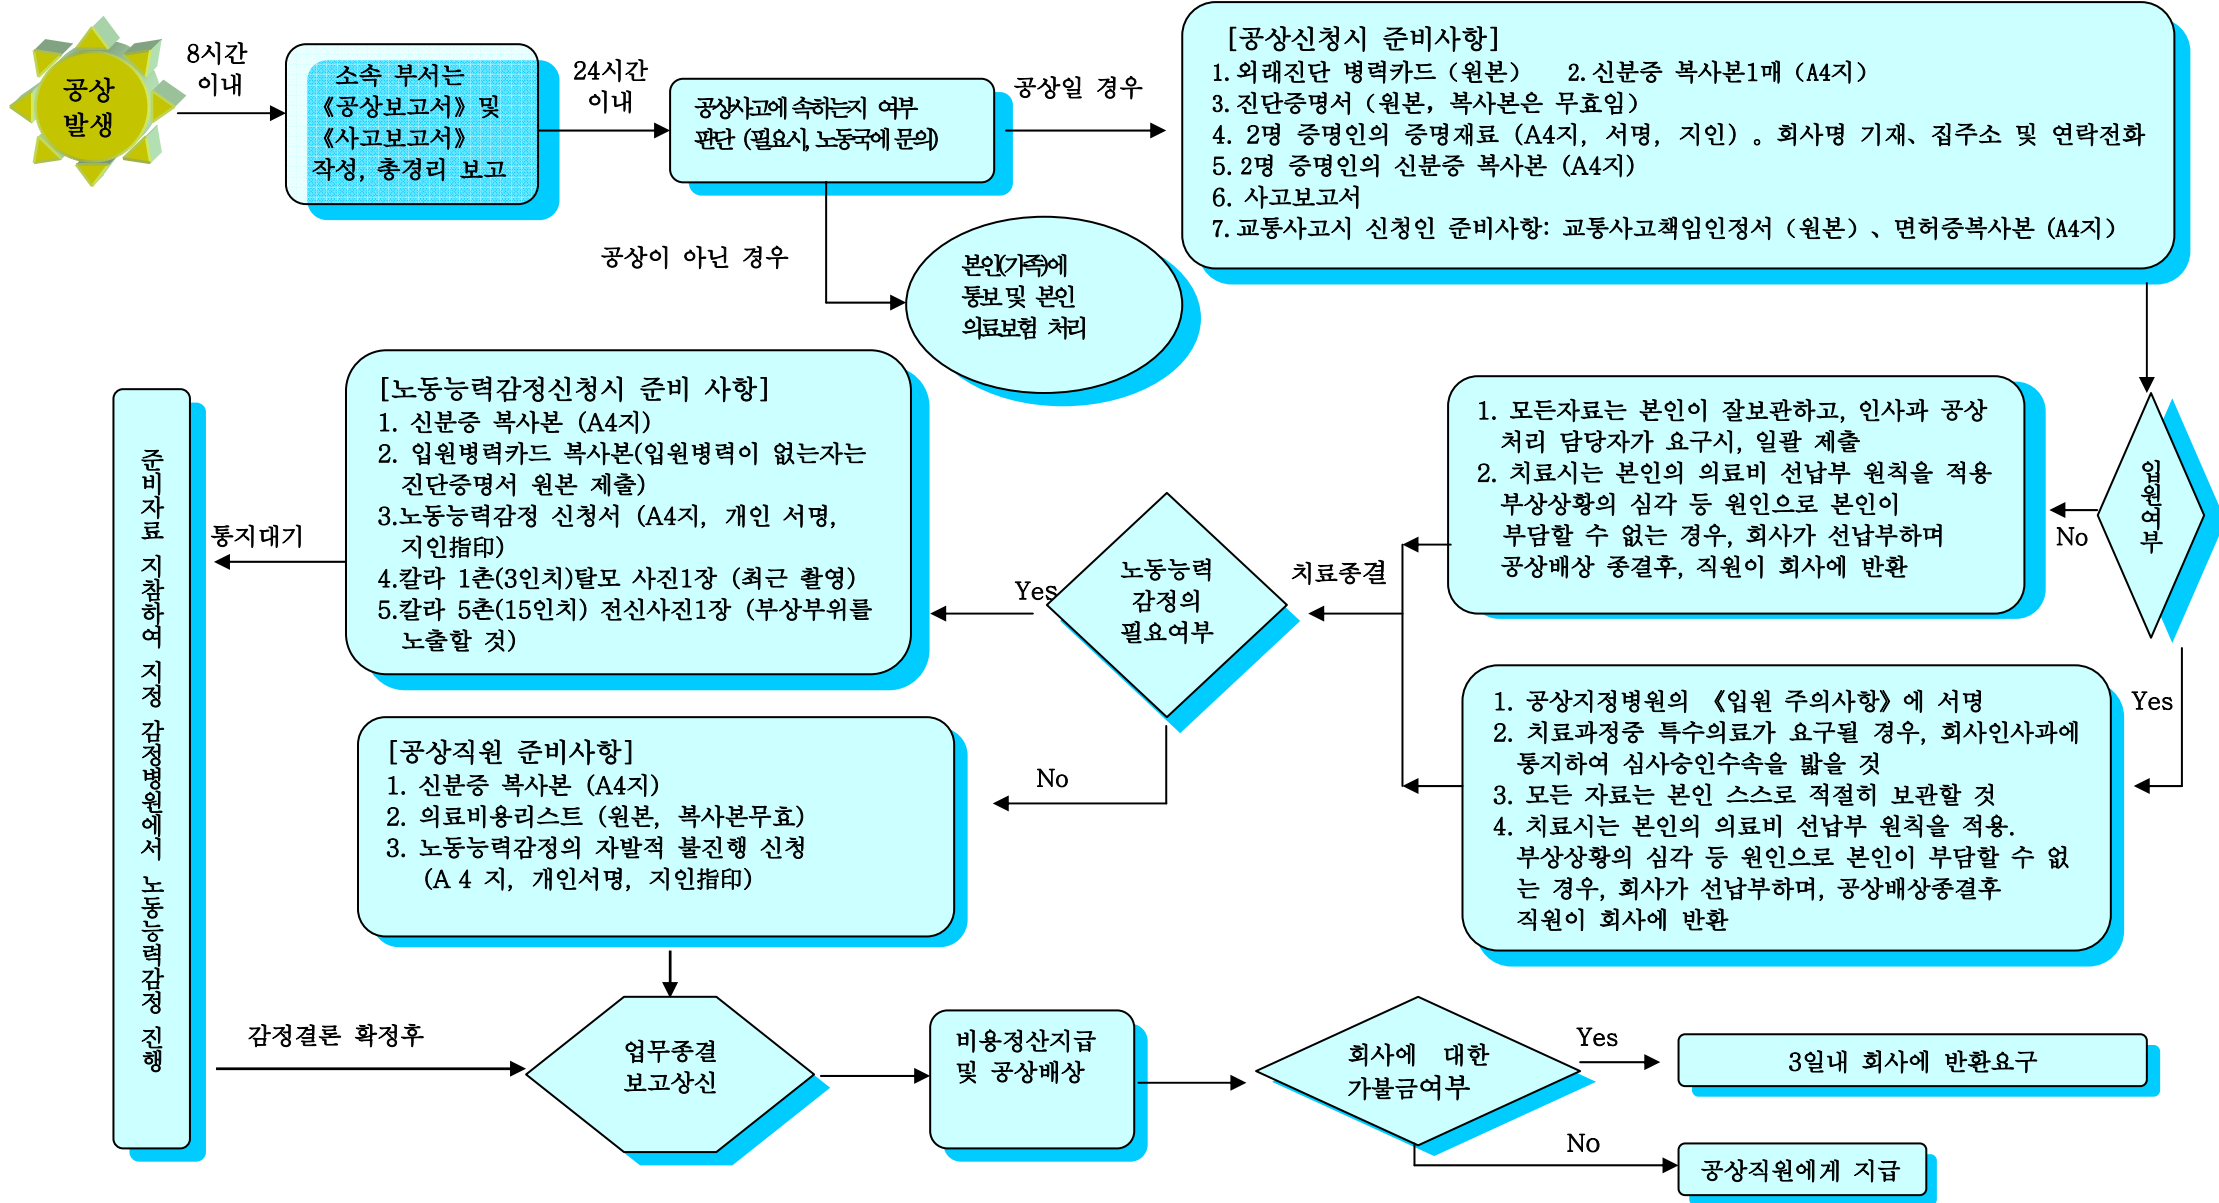 공상
발생
8시간
이내
소속 부서는
《공상보고서》 및
《사고보고서》
작성, 총경리 보고
24시간
이내
공상사고에 속하는지 여부
판단 (필요시, 노동국에 문의)
공상일 경우
[공상신청시 준비사항]
1. 외래진단 병력카드 (원본) 2. 신분증 복사본1매 (A4지)
3. 진단증명서 (원본, 복사본은 무효임)
4. 2명 증명인의 증명재료 (A4지, 서명, 지인) 。회사명 기재、집주소 및 연락전화
5. 2명 증명인의 신분증 복사본 (A4지)
6. 사고보고서
7. 교통사고시 신청인 준비사항: 교통사고책임인정서 (원본) 、면허증복사본 (A4지)
공상이 아닌 경우
본인(가족)에
통보 및 본인
의료보험 처리
입원여부
No
Yes
1. 모든자료는 본인이 잘보관하고, 인사과 공상
처리 담당자가 요구시, 일괄 제출
2. 치료시는 본인의 의료비 선납부 원칙을 적용
부상상황의 심각 등 원인으로 본인이
부담할 수 없는 경우, 회사가 선납부하며
공상배상 종결후, 직원이 회사에 반환
1. 공상지정병원의 《입원 주의사항》에 서명
2. 치료과정중 특수의료가 요구될 경우, 회사인사과에
통지하여 심사승인수속을 밟을 것
3. 모든 자료는 본인 스스로 적절히 보관할 것
4. 치료시는 본인의 의료비 선납부 원칙을 적용.
부상상황의 심각 등 원인으로 본인이 부담할 수 없
는 경우, 회사가 선납부하며, 공상배상종결후
직원이 회사에 반환
치료종결
노동능력
감정의
필요여부
Yes
No
[노동능력감정신청시 준비 사항]
1. 신분증 복사본 (A4지)
2. 입원병력카드 복사본(입원병력이 없는자는
진단증명서 원본 제출)
3.노동능력감정 신청서 (A4지, 개인 서명,
지인指印)
4.칼라 1촌(3인치)탈모 사진1장 (최근 촬영)
5.칼라 5촌(15인치) 전신사진1장 (부상부위를
노출할 것)
통지대기
준비자료 지참하여 지정 감정병원에서 노동능력감정 진행
[공상직원 준비사항]
1. 신분증 복사본 (A4지)
2. 의료비용리스트 (원본, 복사본무효)
3. 노동능력감정의 자발적 불진행 신청
(A 4 지, 개인서명, 지인指印)
감정결론 확정후
업무종결
보고상신
비용정산지급
및 공상배상
회사에 대한
가불금여부
Yes
3일내 회사에 반환요구
No
공상직원에게 지급